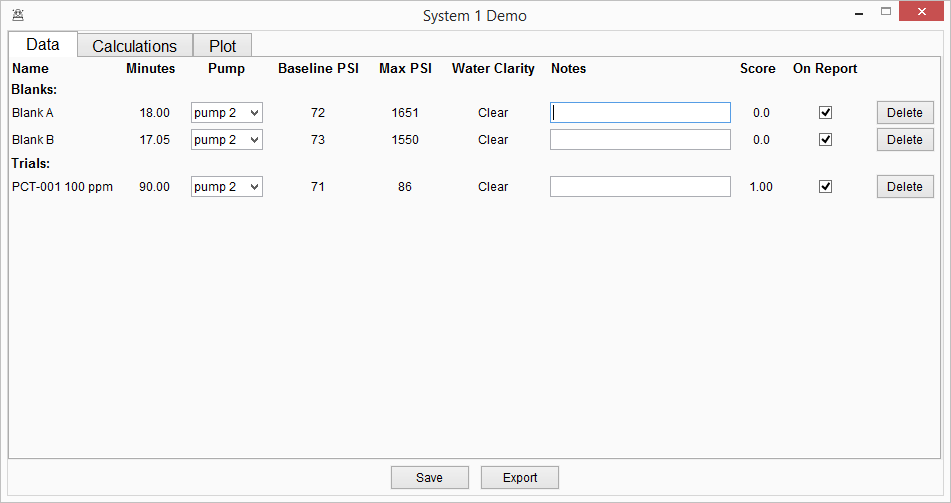 System 1 Demo
Data Calculations Plot
Name Minutes Pump Baseline PSI Max PSI Water Clarity Notes Score On Report
Blanks:
Blank A 18.00 pump 2 72 1651 Clear 0.0 Delete
Blank B 17.05 pump 2 73 1550 Clear 0.0 Delete
Trials:
PCT-001 100 ppm 90.00 pump 2 71 86 Clear 1.00 Delete
Save Export